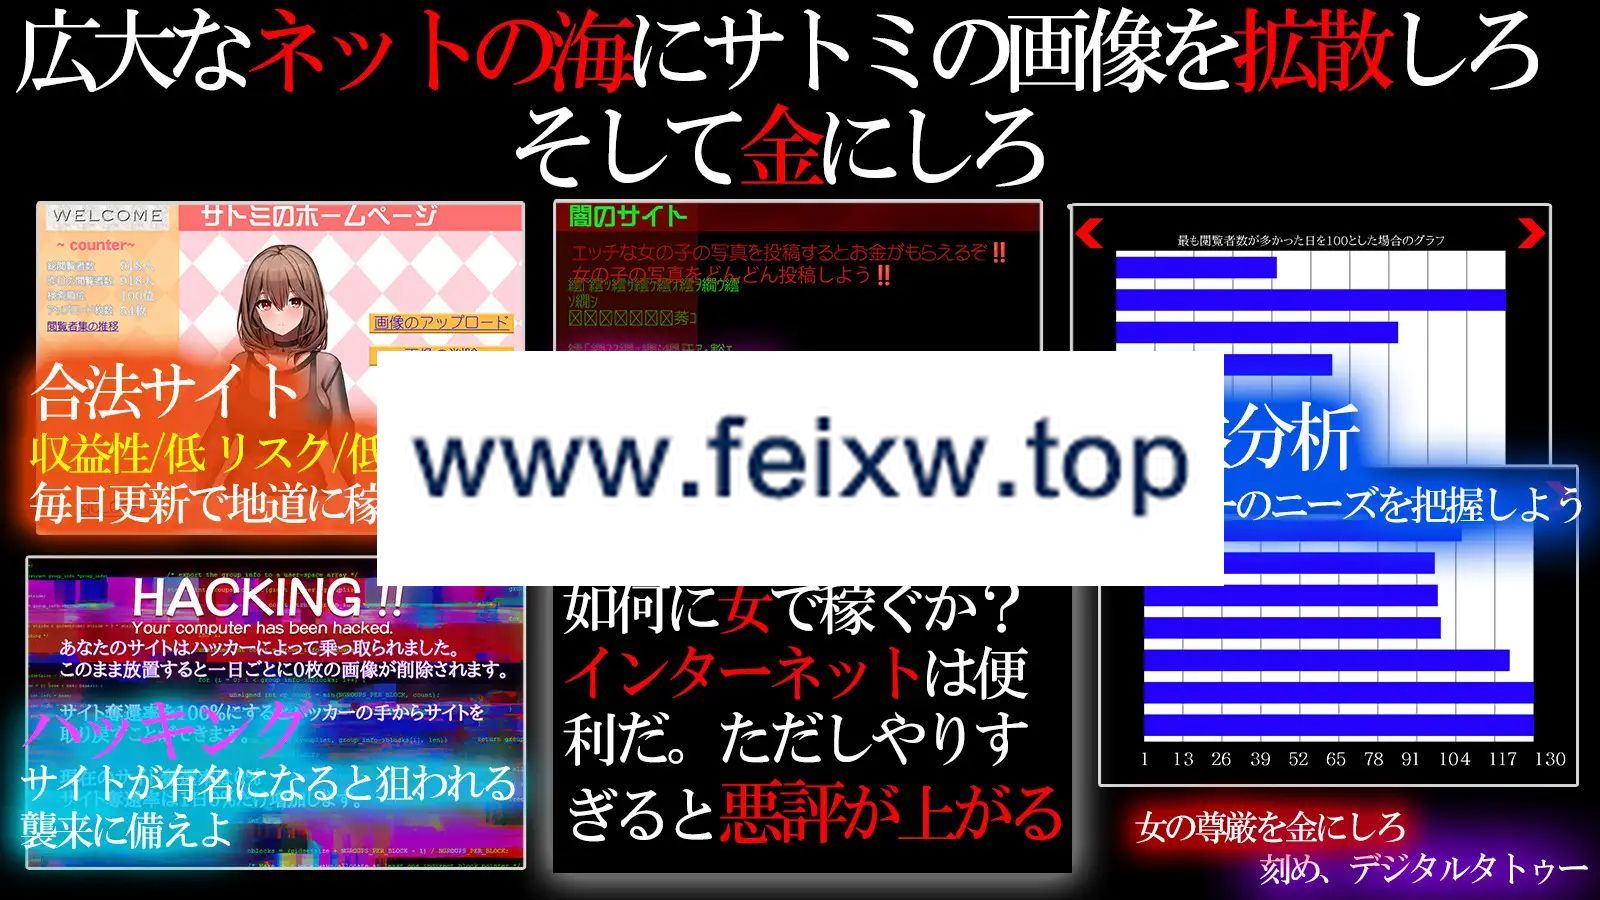 広大なネットの海にサトミの画像を拡散しろ
そして金にしろ
WELCOME
サトミのホームページ
~ counter~
閲覧者集の推移
画像のアップロード
合法サイト
収益性/低 リスク/低
毎日更新で地道に稼
闇のサイト
エッチな女の子の写真を投稿するとお金がもらえるぞ!!
女の子の写真をどんどん投稿しよう!!
最も閲覧者数が多かった日を100とした場合のグラフ
分析
のニーズを把握しよう
www.feixw.top
HACKING !!
Your computer has been hacked.
あなたのサイトはハッカーによって乗っ取られました。
このまま放置すると一日ごとに0枚の画像が削除されます。
ハッキング
サイトが有名になると狙われる
襲来に備えよ
如何に女で稼ぐか？
インターネットは便
利だ。ただしやりす
ぎると悪評が上がる
1 13 26 39 52 65 78 91 104 117 130
女の尊厳を金にしろ
刻め、デジタルタトゥー